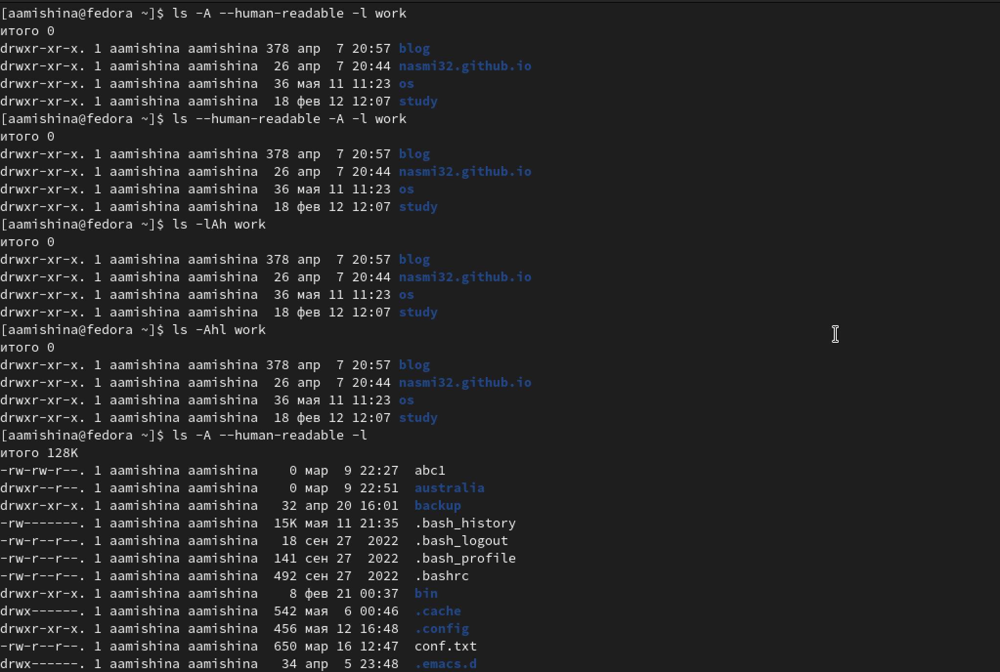 [aamishina@fedora ~]$ ls -A --human-readable -l work
итого 0
drwxr-xr-x. 1 aamishina aamishina 378 апр  7 20:57 blog
drwxr-xr-x. 1 aamishina aamishina  26 апр  7 20:44 nasmi32.github.io
drwxr-xr-x. 1 aamishina aamishina  36 мая 11 11:23 os
drwxr-xr-x. 1 aamishina aamishina  18 фев 12 12:07 study
[aamishina@fedora ~]$ ls --human-readable -A -l work
итого 0
drwxr-xr-x. 1 aamishina aamishina 378 апр  7 20:57 blog
drwxr-xr-x. 1 aamishina aamishina  26 апр  7 20:44 nasmi32.github.io
drwxr-xr-x. 1 aamishina aamishina  36 мая 11 11:23 os
drwxr-xr-x. 1 aamishina aamishina  18 фев 12 12:07 study
[aamishina@fedora ~]$ ls -lAh work
итого 0
drwxr-xr-x. 1 aamishina aamishina 378 апр  7 20:57 blog
drwxr-xr-x. 1 aamishina aamishina  26 апр  7 20:44 nasmi32.github.io
drwxr-xr-x. 1 aamishina aamishina  36 мая 11 11:23 os
drwxr-xr-x. 1 aamishina aamishina  18 фев 12 12:07 study
[aamishina@fedora ~]$ ls -Ahl work
итого 0
drwxr-xr-x. 1 aamishina aamishina 378 апр  7 20:57 blog
drwxr-xr-x. 1 aamishina aamishina  26 апр  7 20:44 nasmi32.github.io
drwxr-xr-x. 1 aamishina aamishina  36 мая 11 11:23 os
drwxr-xr-x. 1 aamishina aamishina  18 фев 12 12:07 study
[aamishina@fedora ~]$ ls -A --human-readable -l
итого 128K
-rw-rw-r--. 1 aamishina aamishina    0 мар  9 22:27  abc1
drwxr--r--. 1 aamishina aamishina    0 мар  9 22:51  australia
drwxr-xr-x. 1 aamishina aamishina   32 апр 20 16:01  backup
-rw-------. 1 aamishina aamishina  15K мая 11 21:35  .bash_history
-rw-r--r--. 1 aamishina aamishina   18 сен 27  2022  .bash_logout
-rw-r--r--. 1 aamishina aamishina  141 сен 27  2022  .bash_profile
-rw-r--r--. 1 aamishina aamishina  492 сен 27  2022  .bashrc
drwxr-xr-x. 1 aamishina aamishina    8 фев 21 00:37  bin
drwx------. 1 aamishina aamishina  542 мая  6 00:46  .cache
drwxr-xr-x. 1 aamishina aamishina  456 мая 12 16:48  .config
-rw-r--r--. 1 aamishina aamishina  650 мар 16 12:47  conf.txt
drwx------. 1 aamishina aamishina   34 апр  5 23:48  .emacs.d